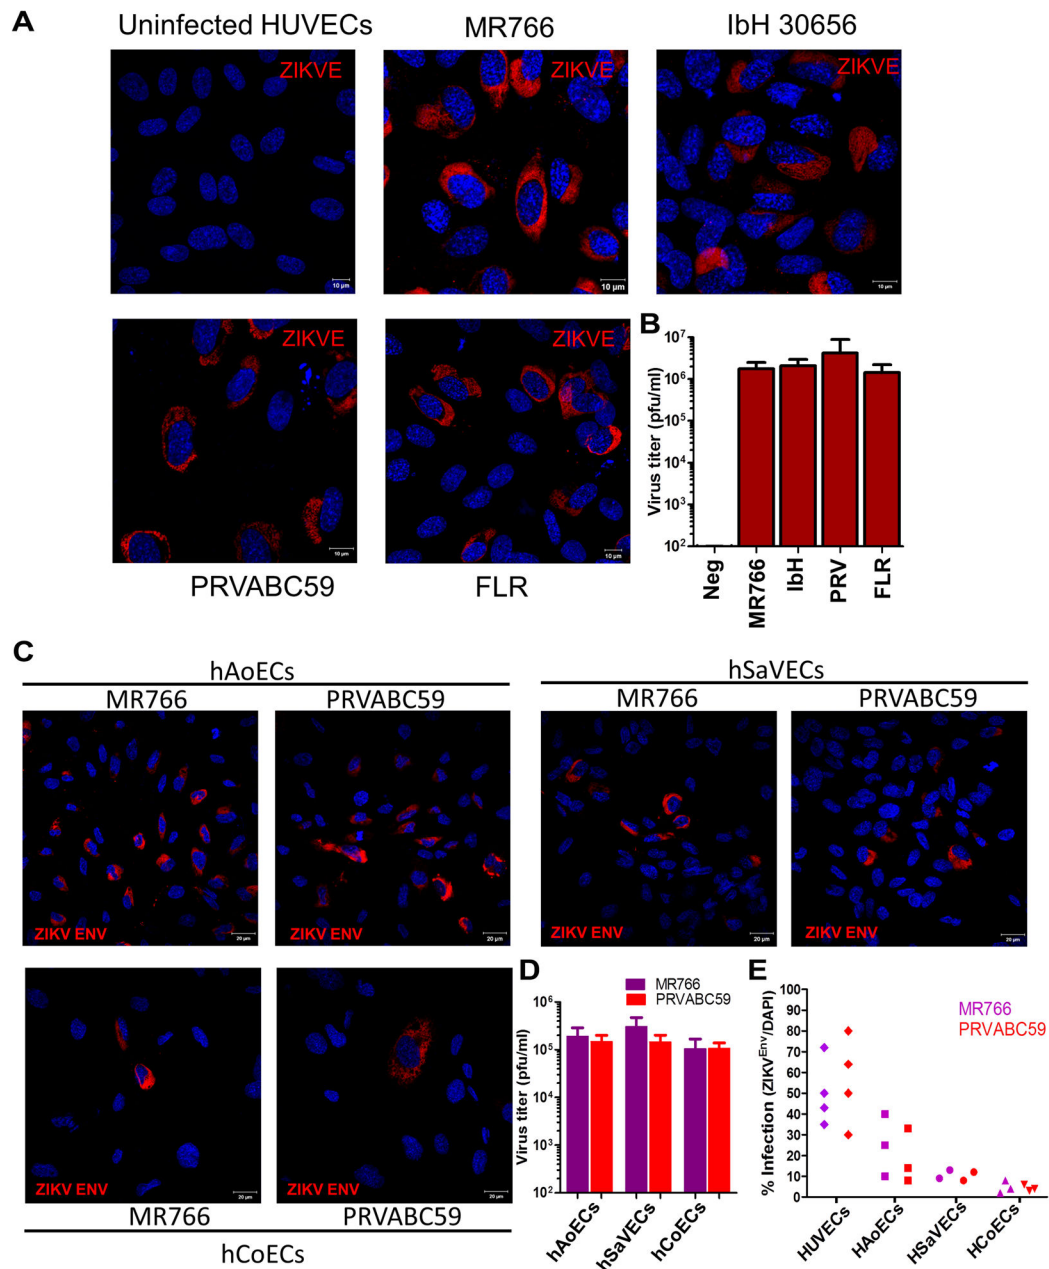 A
Uninfected HUVECs
MR766
IbH 30656
ZIKVE
ZIKVE
ZIKVE
10 µm
10 µm
10 µm
ZIKVE
ZIKVE
10 µm
10 µm
PRVABC59
FLR
B
Virus titer (pfu/ml)
10⁷
10⁶
10⁵
10⁴
10³
10²
Neg
MR766
IbH
PRV
FLR
C
hAoECs
MR766
PRVABC59
hSaVECs
MR766
PRVABC59
ZIKV ENV
20 µm
ZIKV ENV
20 µm
ZIKV ENV
20 µm
ZIKV ENV
20 µm
ZIKV ENV
20 µm
ZIKV ENV
20 µm
MR766
PRVABC59
hCoECs
D
MR766
PRVABC59
Virus titer (pfu/ml)
10⁶
10⁵
10⁴
10³
10²
hAoECs
hSaVECs
hCoECs
E
% Infection (ZIKVᴱⁿᵛ/DAPI)
100
90
80
70
60
50
40
30
20
10
0
MR766
PRVABC59
HUVECs
HAoECs
HSaVECs
HCoECs